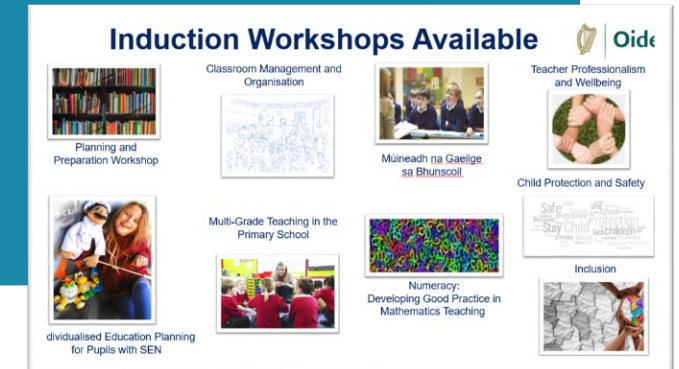 Induction Workshops Available
Oide
Classroom Management and
Organisation
Teacher Professionalism
and Wellbeing
Planning and
Preparation Workshop
Múineadh na Gaeilge
sa Bhunscoil
Child Protection and Safety
Safe
School
Protection
Stay Child
children
primary
Multi-Grade Teaching in the
Primary School
Inclusion
Numeracy:
Developing Good Practice in
Mathematics Teaching
dividualised Education Planning
for Pupils with SEN